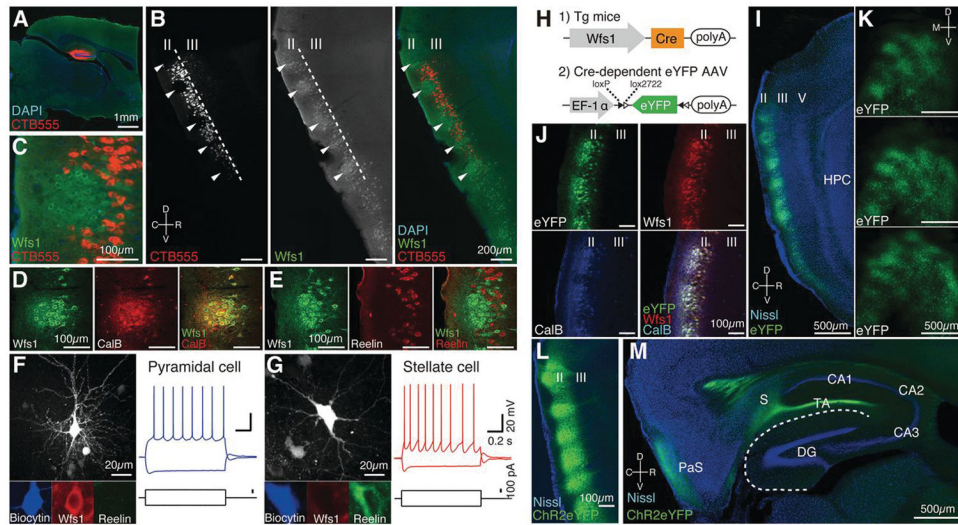 A
DAPI
CTB555
1mm
B
II III
II III
II III
D
C R
V
CTB555
Wfs1
DAPI
Wfs1
CTB555
200µm
C
Wfs1
CTB555
100µm
D
Wfs1
100µm
CalB
Wfs1
CalB
E
Wfs1
100µm
Reelin
Wfs1
Reelin
F
20µm
Biocytin
Wfs1
Reelin
Pyramidal cell
G
20µm
Biocytin
Wfs1
Reelin
Stellate cell
20 mV
0.2 s
100 pA
H
1) Tg mice
Wfs1
Cre
polyA
2) Cre-dependent eYFP AAV
loxP
lox2722
EF-1α
eYFP
polyA
I
II III V
HPC
D
C R
V
Nissl
eYFP
500µm
J
II III
eYFP
II III
Wfs1
II III
CalB
II III
eYFP
Wfs1
CalB
100µm
K
D
M
V
eYFP
eYFP
eYFP
500µm
L
II III
Nissl
ChR2eYFP
100µm
M
CA1
CA2
S
TA
CA3
DG
PaS
D
C R
V
Nissl
ChR2eYFP
500µm